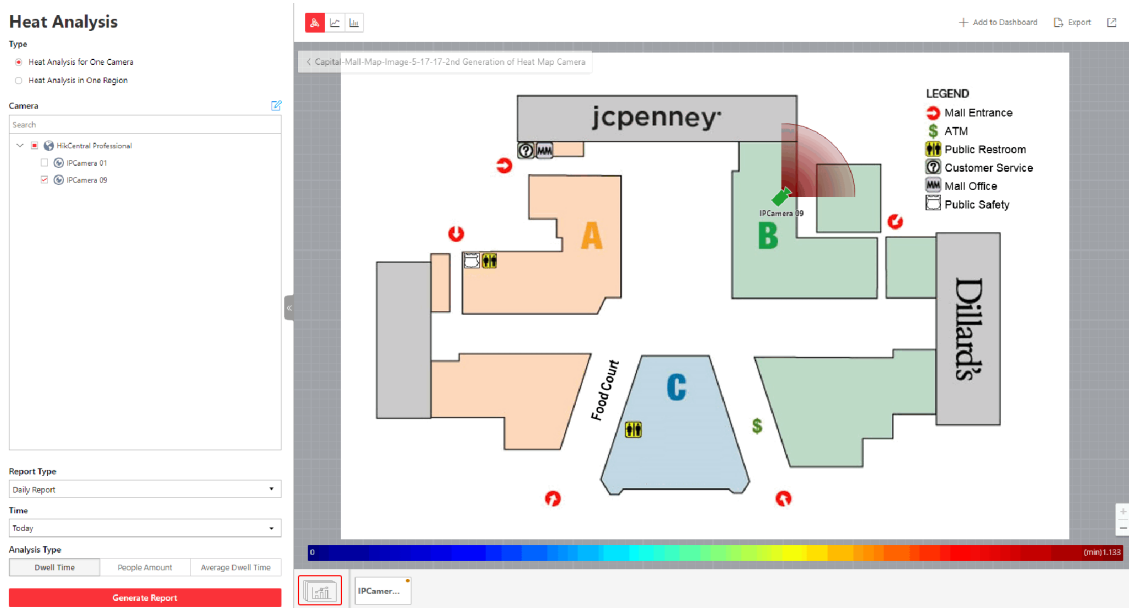 Heat Analysis
Type
Heat Analysis for One Camera
Heat Analysis in One Region
Camera
Search
HikCentral Professional
IPCamera 01
IPCamera 09
Report Type
Daily Report
Time
Today
Analysis Type
Dwell Time
People Amount
Average Dwell Time
Generate Report
Add to Dashboard
Export
Capital-Mall-Map-Image-5-17-17-2nd Generation of Heat Map Camera
jcpenney
LEGEND
Mall Entrance
$ ATM
Public Restroom
? Customer Service
MM Mall Office
Public Safety
? MM
IPCamera 09
A
B
Dillard's
Food Court
C
$
0
(min)1.133
IPCamer...